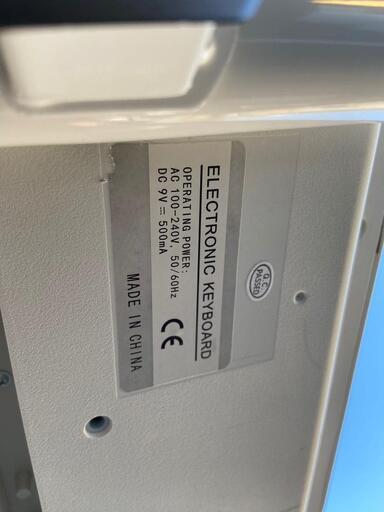 ELECTRONIC KEYBOARD
OPERATING POWER:
AC 100-240V, 50/60Hz
DC 9V⎓500mA
CE
MADE IN CHINA
Q.C.
PASSED